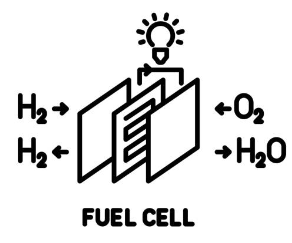 H₂ → ← O₂
H₂ ← → H₂O
FUEL CELL